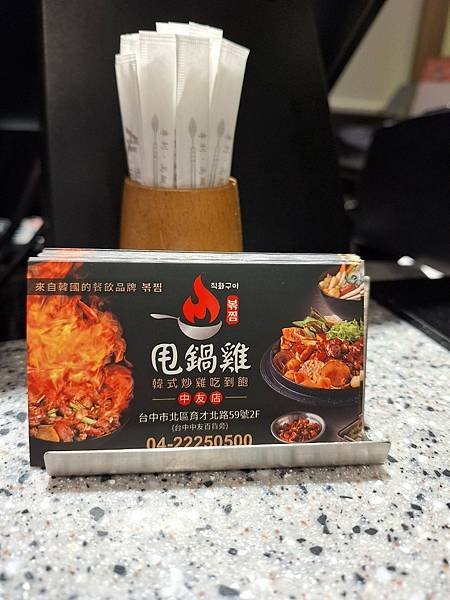 來自韓國的餐飲品牌 볶찜
직화구이
볶찜
甩鍋雞
韓式炒雞吃到飽
中友店
台中市北區育才北路59號2F
(台中中友百貨旁)
04-22250500